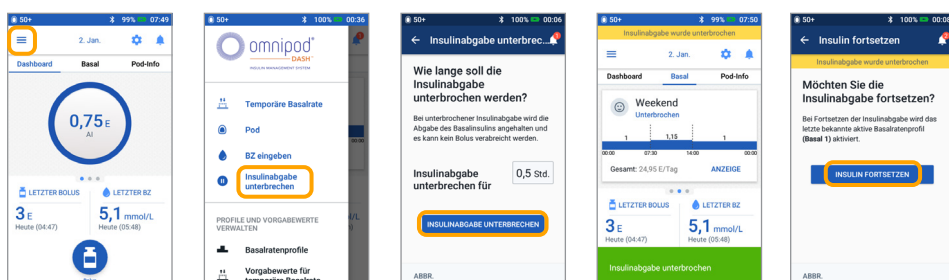 50+ 99% 07:49
2. Jan.
Dashboard Basal Pod-Info
0,75 E
AI
LETZTER BOLUS LETZTER BZ
3 E 5,1 mmol/L
Heute (04:47) Heute (05:48)
50+ 100% 00:36
omnipod®
DASH™
INSULIN MANAGEMENT SYSTEM
Temporäre Basalrate
Pod
BZ eingeben
Insulinabgabe
unterbrechen
PROFILE UND VORGABEWERTE
VERWALTEN
Basalratenprofile
Vorgabewerte für
temporäre Basalrate
00:00
50+ 100% 00:06
Insulinabgabe unterbrec...
Wie lange soll die
Insulinabgabe
unterbrochen werden?
Bei unterbrochener Insulinabgabe wird die
Abgabe des Basalinsulins angehalten und
es kann kein Bolus verabreicht werden.
Insulinabgabe
unterbrechen für
0,5 Std.
INSULINABGABE UNTERBRECHEN
ABBR.
50+ 99% 07:50
Insulinabgabe wurde unterbrochen
2. Jan.
Dashboard Basal Pod-Info
Weekend
Unterbrochen
1 1,15 1
00:00 07:30 14:00 00:00
Gesamt: 24,95 E/Tag ANZEIGE
LETZTER BOLUS LETZTER BZ
3 E 5,1 mmol/L
Heute (04:47) Heute (05:48)
Insulinabgabe unterbrochen
50+ 100% 00:08
Insulin fortsetzen
Insulinabgabe wurde unterbrochen
Möchten Sie die
Insulinabgabe fortsetzen?
Bei Fortsetzen der Insulinabgabe wird das
letzte bekannte aktive Basalratenprofil
(Basal 1) aktiviert.
INSULIN FORTSETZEN
ABBR.